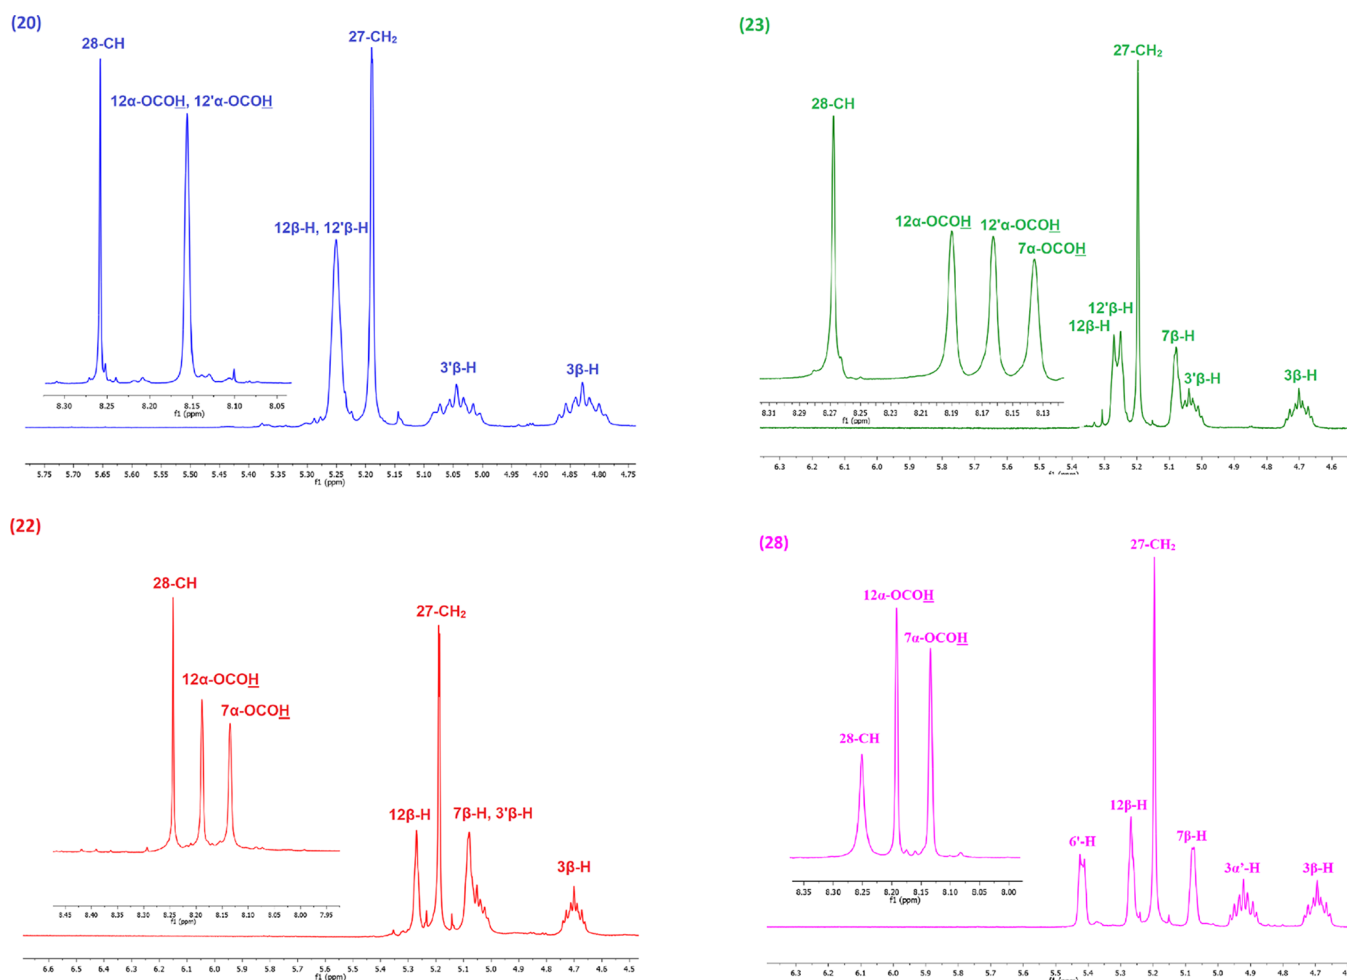 (20)
28-CH
12α-OCOH, 12'α-OCOH
27-CH₂
12β-H, 12'β-H
3'β-H
3β-H
8.30 8.25 8.20 8.15 8.10 8.05
f1 (ppm)
5.75 5.70 5.65 5.60 5.55 5.50 5.45 5.40 5.35 5.30 5.25 5.20 5.15 5.10 5.05 5.00 4.95 4.90 4.85 4.80 4.75
f1 (ppm)
(23)
27-CH₂
28-CH
12α-OCOH
12'α-OCOH
7α-OCOH
12'β-H
12β-H
7β-H
3'β-H
3β-H
8.31 8.29 8.27 8.25 8.23 8.21 8.19 8.17 8.15 8.13
f1 (ppm)
6.3 6.2 6.1 6.0 5.9 5.8 5.7 5.6 5.5 5.4 5.3 5.2 5.1 5.0 4.9 4.8 4.7 4.6
f1 (ppm)
(22)
28-CH
27-CH₂
12α-OCOH
7α-OCOH
12β-H
7β-H, 3'β-H
3β-H
8.45 8.40 8.35 8.30 8.25 8.20 8.15 8.10 8.05 8.00 7.95
f1 (ppm)
6.6 6.5 6.4 6.3 6.2 6.1 6.0 5.9 5.8 5.7 5.6 5.5 5.4 5.3 5.2 5.1 5.0 4.9 4.8 4.7 4.6 4.5
f1 (ppm)
(28)
27-CH₂
12α-OCOH
7α-OCOH
28-CH
12β-H
6'-H
7β-H
3α'-H
3β-H
8.35 8.30 8.25 8.20 8.15 8.10 8.05 8.00
f1 (ppm)
6.3 6.2 6.1 6.0 5.9 5.8 5.7 5.6 5.5 5.4 5.3 5.2 5.1 5.0 4.9 4.8 4.7
f1 (ppm)